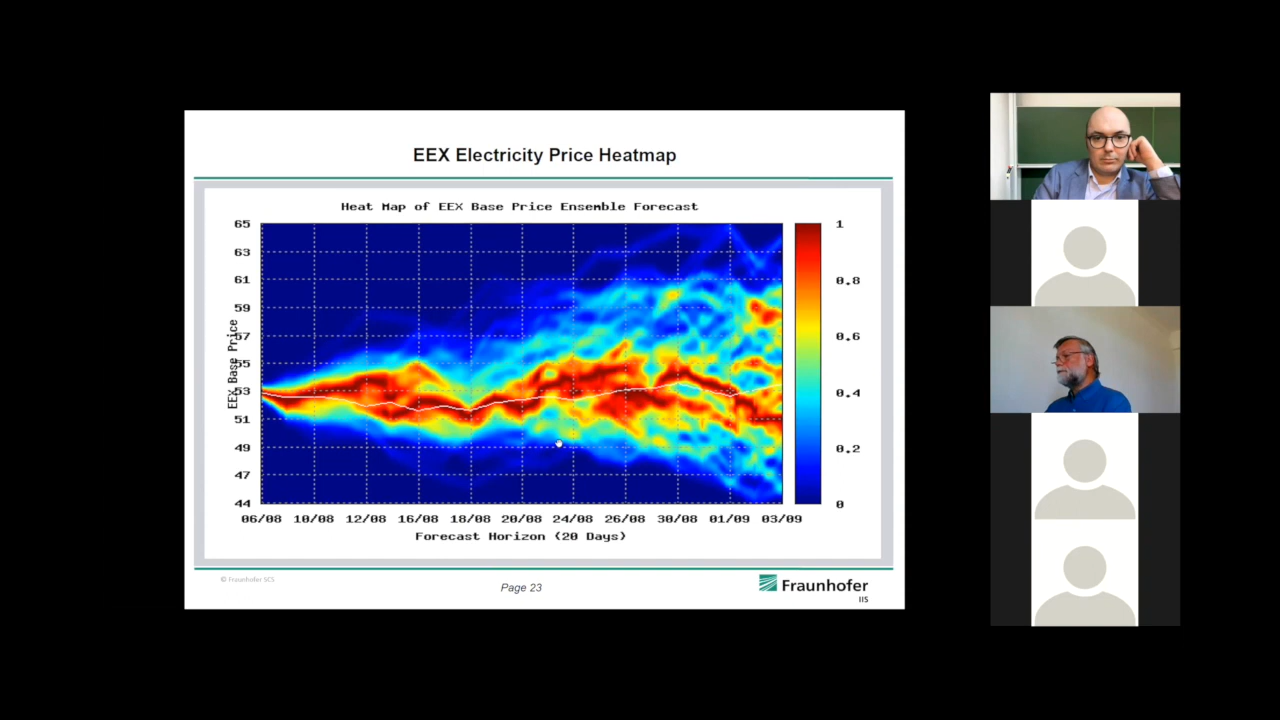 EEX Electricity Price Heatmap
Heat Map of EEX Base Price Ensemble Forecast
EEX Base Price
65
63
61
59
57
55
53
51
49
47
44
1
0.8
0.6
0.4
0.2
0
06/08 10/08 12/08 16/08 18/08 20/08 24/08 26/08 30/08 01/09 03/09
Forecast Horizon (20 Days)
© Fraunhofer SCS
Page 23
Fraunhofer
IIS